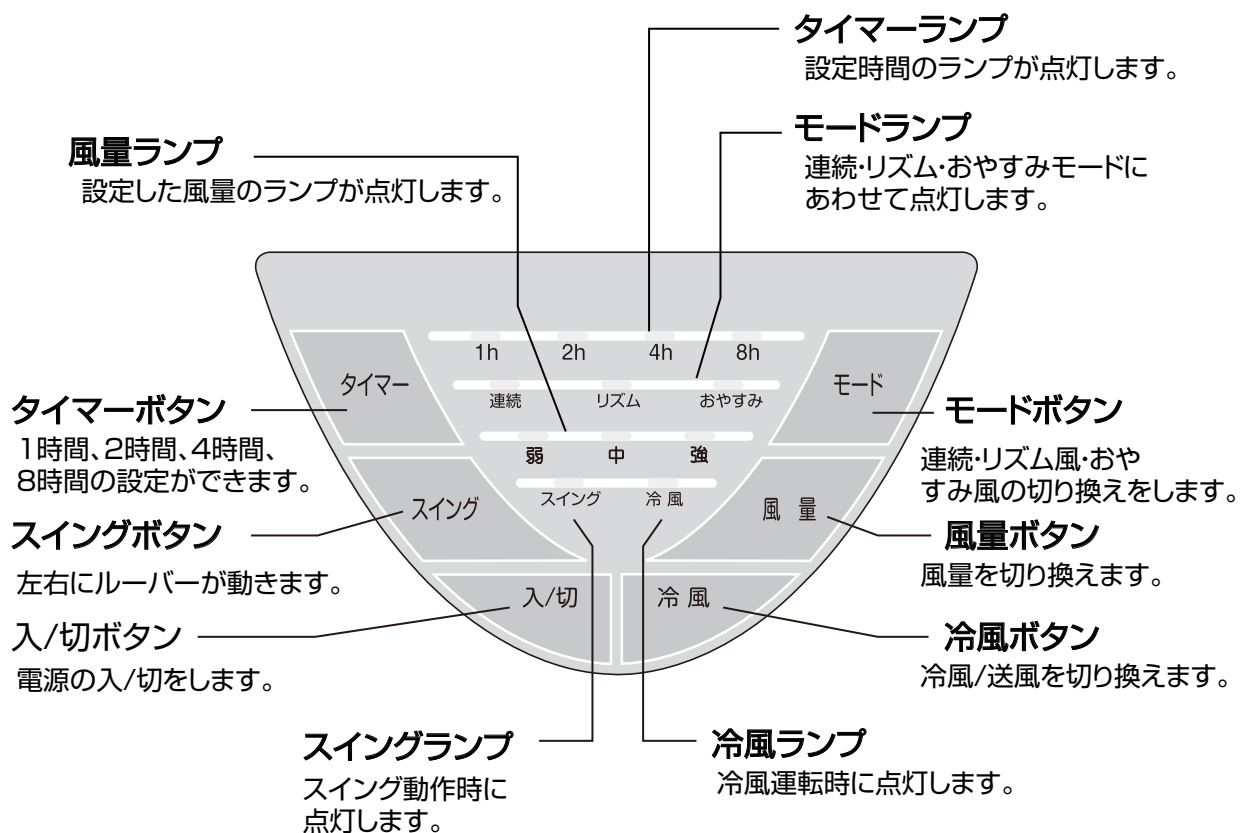 タイマーランプ
設定時間のランプが点灯します。
モードランプ
連続･リズム･おやすみモードに
あわせて点灯します。
風量ランプ
設定した風量のランプが点灯します。
1h 2h 4h 8h
連続 リズム おやすみ
弱 中 強
スイング 冷 風
タイマー
スイング
入/切
モード
風 量
冷 風
タイマーボタン
1時間、2時間、4時間、
8時間の設定ができます。
スイングボタン
左右にルーバーが動きます。
入/切ボタン
電源の入/切をします。
モードボタン
連続･リズム風･おや
すみ風の切り換えをします。
風量ボタン
風量を切り換えます。
冷風ボタン
冷風/送風を切り換えます。
スイングランプ
スイング動作時に
点灯します。
冷風ランプ
冷風運転時に点灯します。